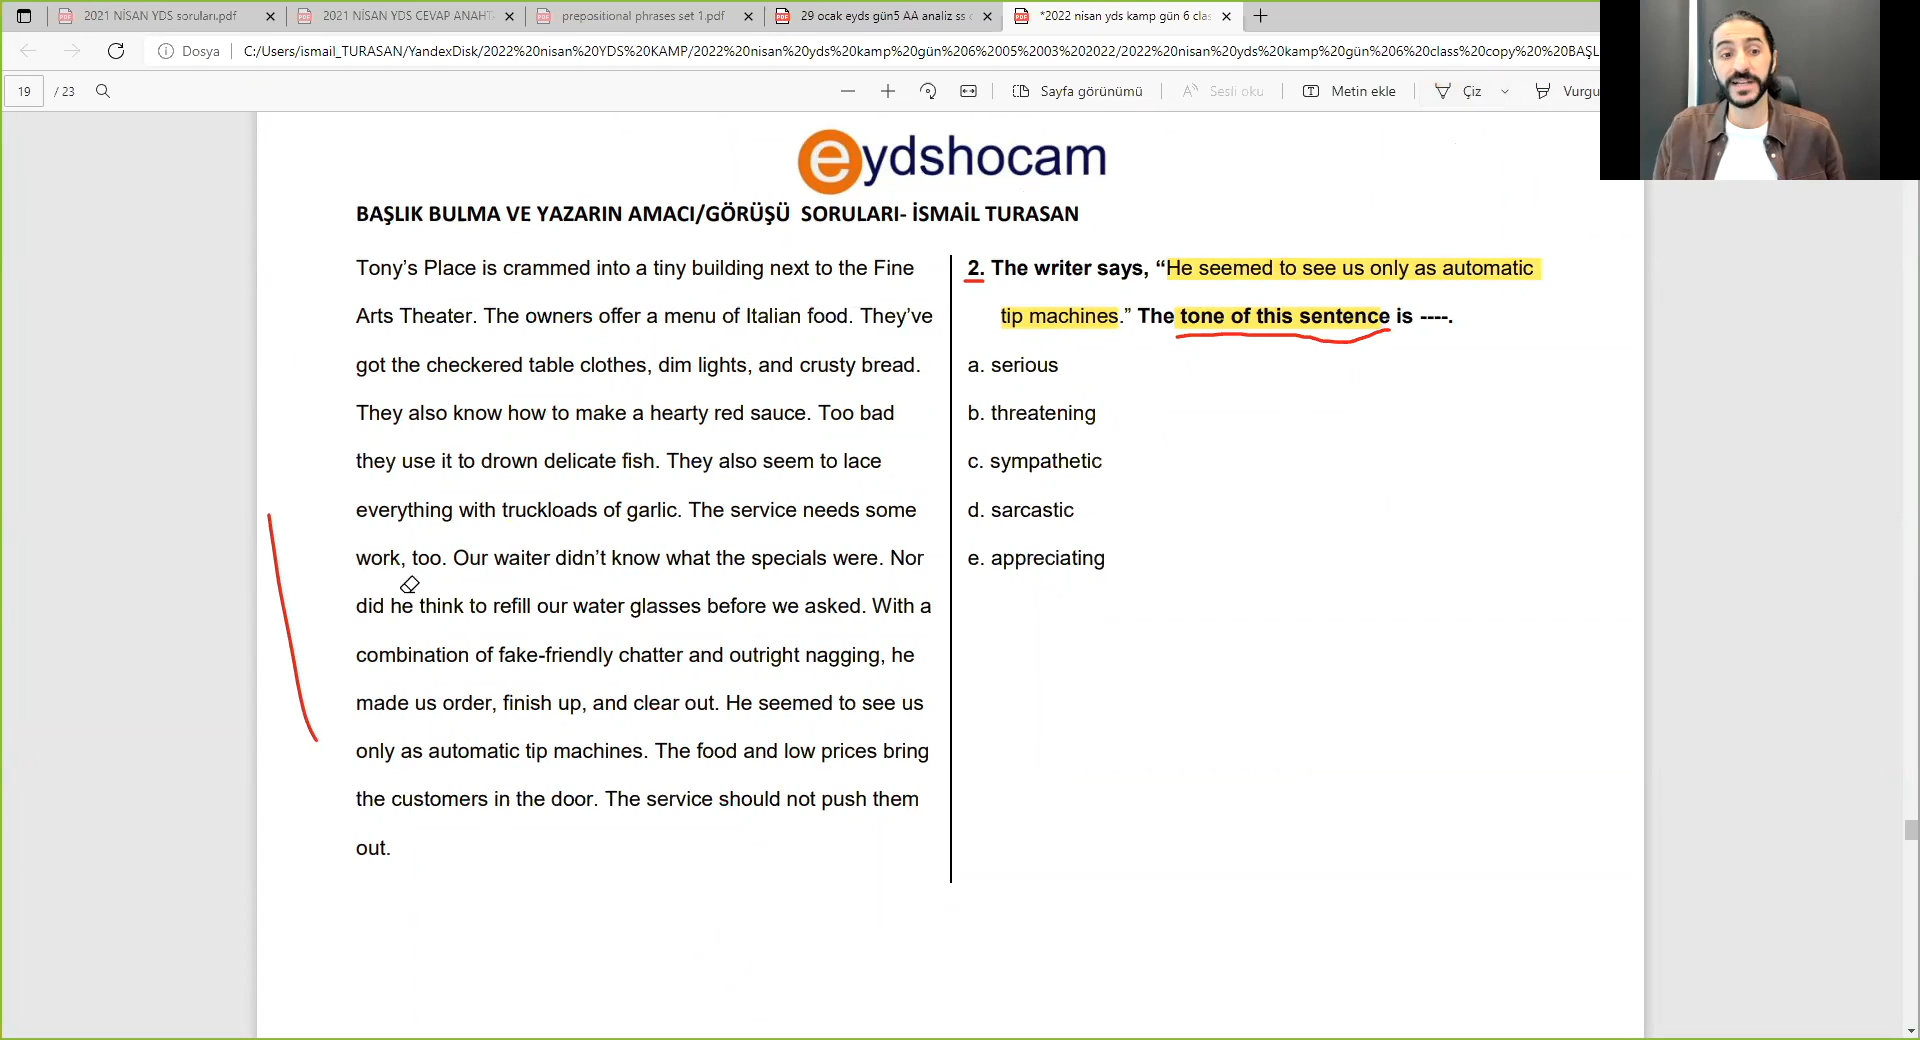 2021 NİSAN YDS soruları.pdf
2021 NİSAN YDS CEVAP ANAHT
prepositional phrases set 1.pdf
29 ocak eyds gün5 AA analiz ss c
*2022 nisan yds kamp gün 6 clas
Dosya
C:/Users/ismail_TURASAN/YandexDisk/2022%20nisan%20YDS%20KAMP/2022%20nisan%20yds%20kamp%20gün%206%2005%2003%202022/2022%20nisan%20yds%20kamp%20gün%206%20class%20copy%20%20BAŞL
19 / 23
Sayfa görünümü
Sesli oku
Metin ekle
Çiz
Vurgu
eydshocam
BAŞLIK BULMA VE YAZARIN AMACI/GÖRÜŞÜ SORULARI- İSMAİL TURASAN
Tony’s Place is crammed into a tiny building next to the Fine
Arts Theater. The owners offer a menu of Italian food. They’ve
got the checkered table clothes, dim lights, and crusty bread.
They also know how to make a hearty red sauce. Too bad
they use it to drown delicate fish. They also seem to lace
everything with truckloads of garlic. The service needs some
work, too. Our waiter didn’t know what the specials were. Nor
did he think to refill our water glasses before we asked. With a
combination of fake-friendly chatter and outright nagging, he
made us order, finish up, and clear out. He seemed to see us
only as automatic tip machines. The food and low prices bring
the customers in the door. The service should not push them
out.
2. The writer says, “He seemed to see us only as automatic
tip machines.” The tone of this sentence is ----.
a. serious
b. threatening
c. sympathetic
d. sarcastic
e. appreciating